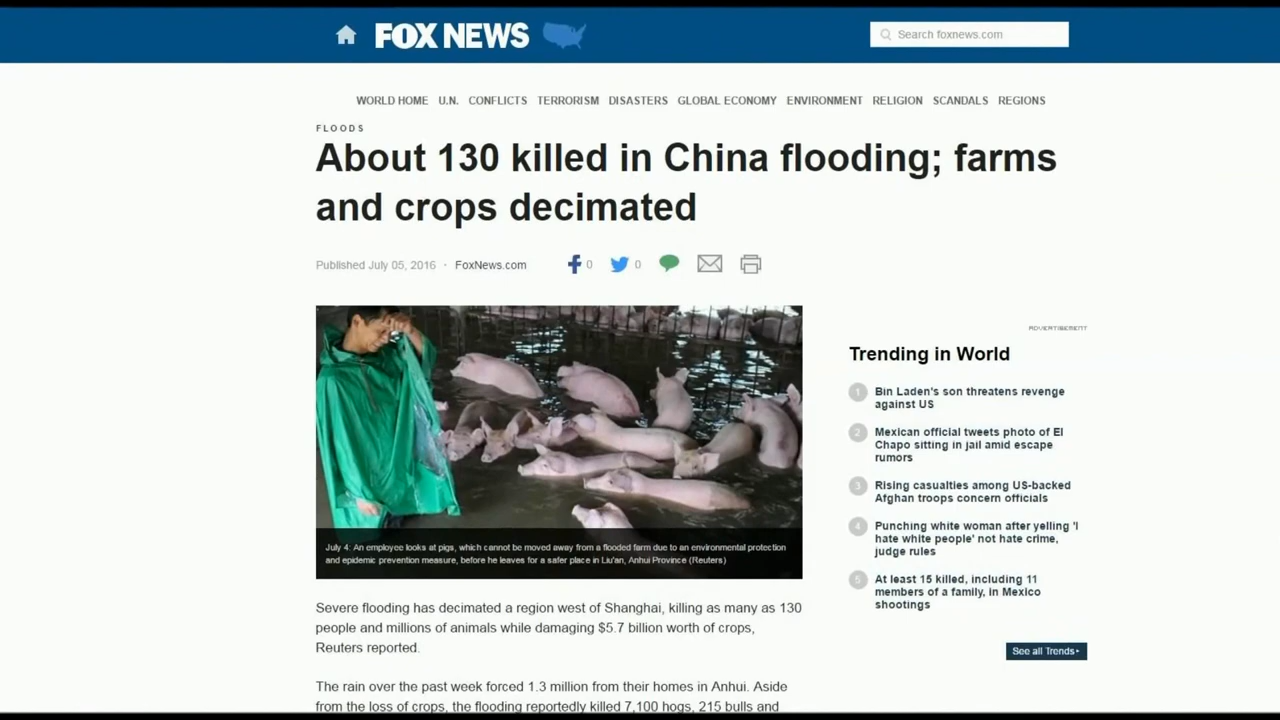 FOX NEWS
Search foxnews.com
WORLD HOME U.N. CONFLICTS TERRORISM DISASTERS GLOBAL ECONOMY ENVIRONMENT RELIGION SCANDALS REGIONS
FLOODS
About 130 killed in China flooding; farms
and crops decimated
Published July 05, 2016 · FoxNews.com 0 0
July 4: An employee looks at pigs, which cannot be moved away from a flooded farm due to an environmental protection
and epidemic prevention measure, before he leaves for a safer place in Liu'an, Anhui Province (Reuters)
Severe flooding has decimated a region west of Shanghai, killing as many as 130
people and millions of animals while damaging $5.7 billion worth of crops,
Reuters reported.
The rain over the past week forced 1.3 million from their homes in Anhui. Aside
from the loss of crops, the flooding reportedly killed 7,100 hogs, 215 bulls and
ADVERTISEMENT
Trending in World
1 Bin Laden's son threatens revenge
against US
2 Mexican official tweets photo of El
Chapo sitting in jail amid escape
rumors
3 Rising casualties among US-backed
Afghan troops concern officials
4 Punching white woman after yelling 'I
hate white people' not hate crime,
judge rules
5 At least 15 killed, including 11
members of a family, in Mexico
shootings
See all Trends